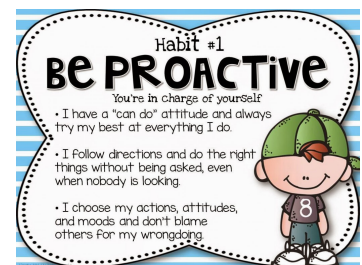 Habit #1
BE PROACTIVE
You're in charge of yourself
• I have a "can do" attitude and always
try my best at everything I do.
• I follow directions and do the right
things without being asked, even
when nobody is looking.
• I choose my actions, attitudes,
and moods and don't blame
others for my wrongdoing.
8